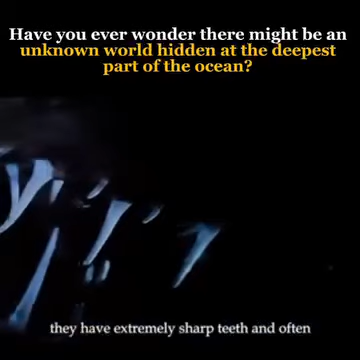 Have you ever wonder there might be an
unknown world hidden at the deepest
part of the ocean?
they have extremely sharp teeth and often